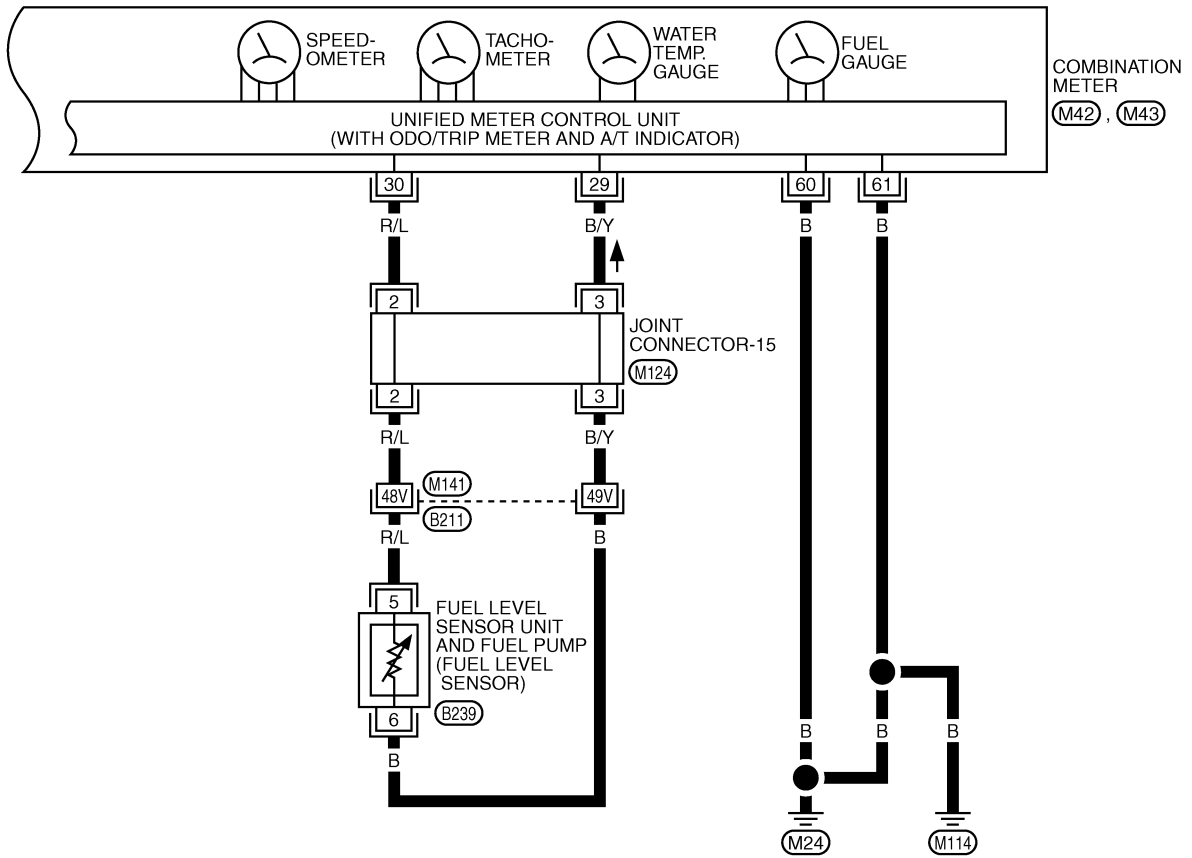 SPEED-
OMETER
TACHO-
METER
WATER
TEMP.
GAUGE
FUEL
GAUGE
COMBINATION
METER
M42 , M43
UNIFIED METER CONTROL UNIT
(WITH ODO/TRIP METER AND A/T INDICATOR)
30 29 60 61
R/L B/Y B B
2 3
JOINT
CONNECTOR-15
M124
2 3
R/L B/Y
48V M141 49V
B211
R/L B
5
FUEL LEVEL
SENSOR UNIT
AND FUEL PUMP
(FUEL LEVEL
SENSOR)
B239
6
B B B B
M24 M114